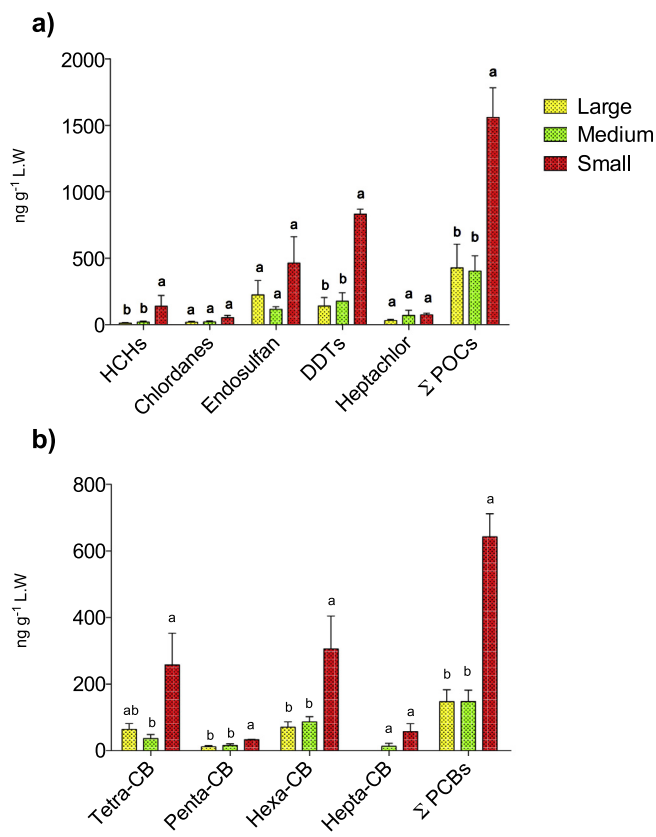 a)
2000
1500
1000
500
0
ng g-1 L.W
b b a
a a a
a a a
b b a
a a a
b b a
HCHs
Chlordanes
Endosulfan
DDTs
Heptachlor
Σ POCs
Large
Medium
Small
b)
800
600
400
200
0
ng g-1 L.W
ab b a
b b a
b b a
a a
b b a
Tetra-CB
Penta-CB
Hexa-CB
Hepta-CB
Σ PCBs